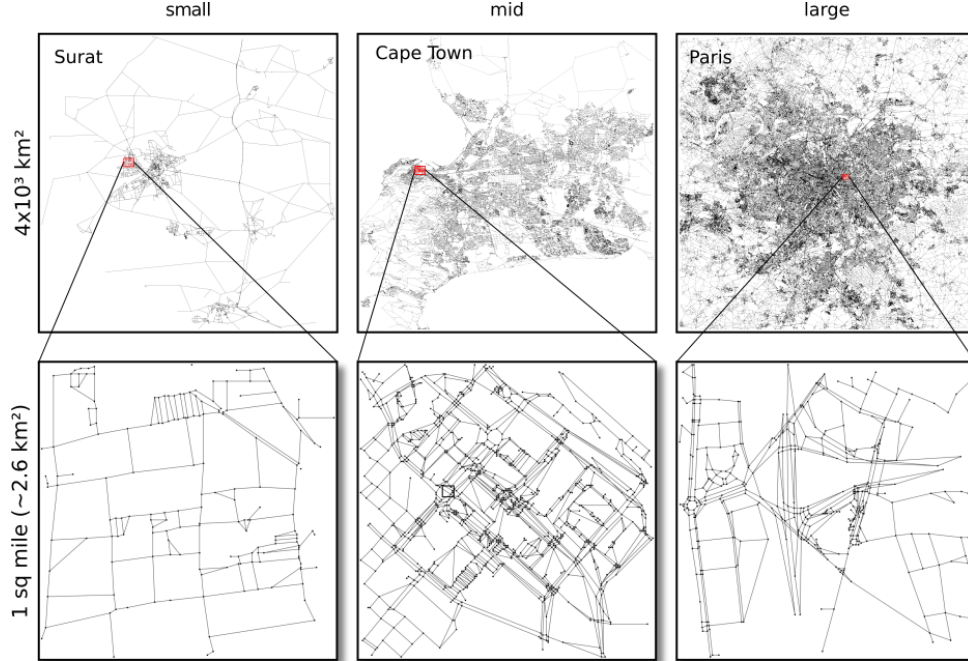 small
mid
large
Surat
Cape Town
Paris
4x10³ km²
1 sq mile (~2.6 km²)